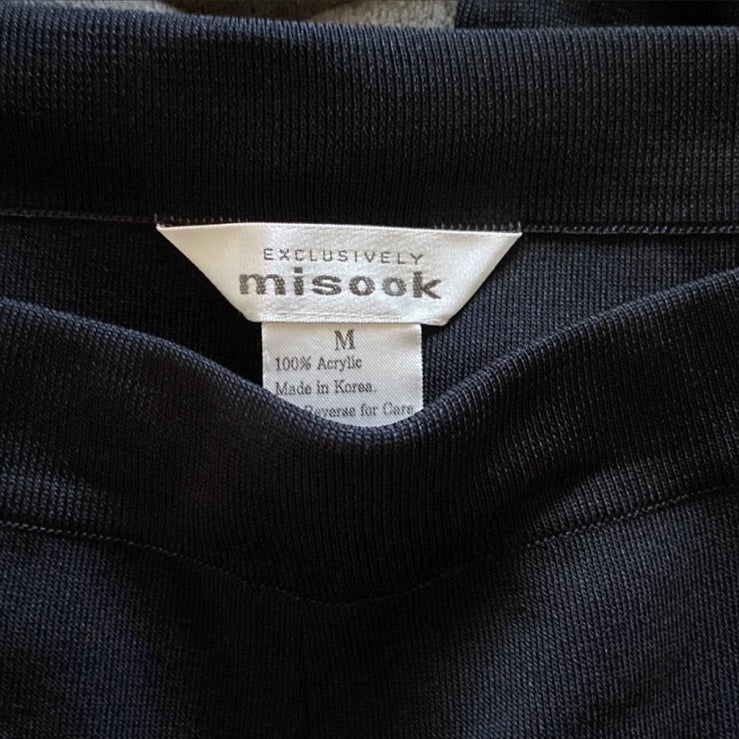 EXCLUSIVELY
misook
M
100% Acrylic
Made in Korea.
Reverse for Care